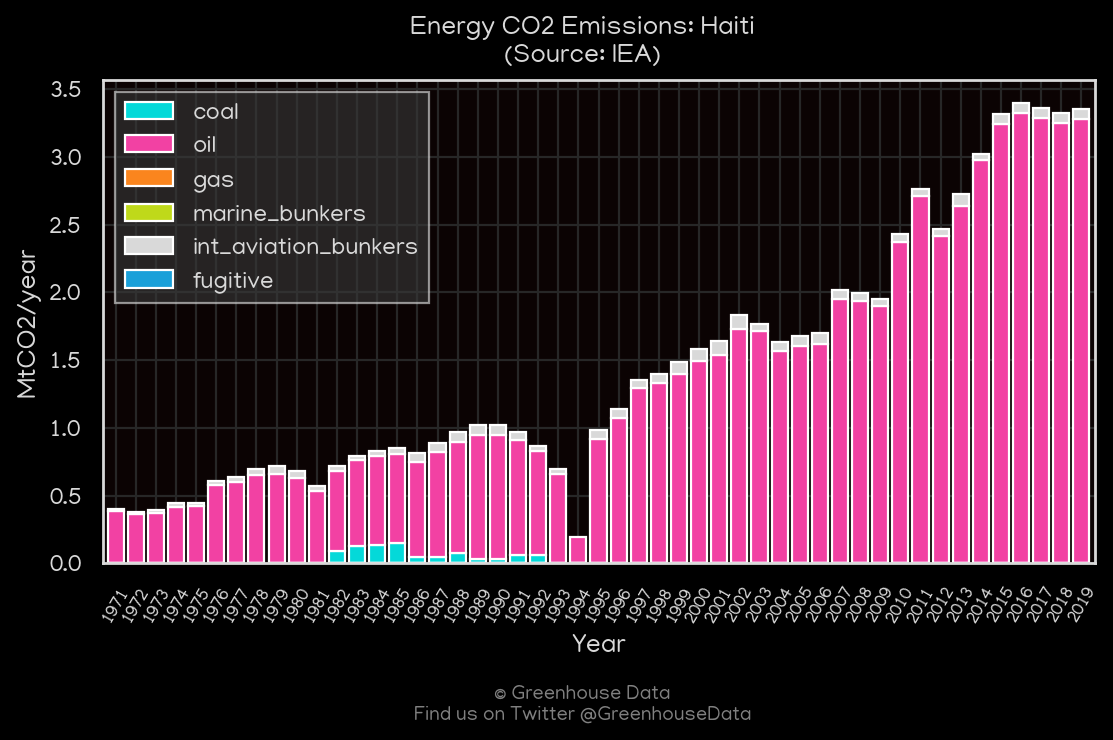 Energy CO2 Emissions: Haiti
(Source: IEA)
3.5
3.0
2.5
2.0
1.5
1.0
0.5
0.0
MtCO2/year
coal
oil
gas
marine_bunkers
int_aviation_bunkers
fugitive
1971 1972 1973 1974 1975 1976 1977 1978 1979 1980 1981 1982 1983 1984 1985 1986 1987 1988 1989 1990 1991 1992 1993 1994 1995 1996 1997 1998 1999 2000 2001 2002 2003 2004 2005 2006 2007 2008 2009 2010 2011 2012 2013 2014 2015 2016 2017 2018 2019
Year
© Greenhouse Data
Find us on Twitter @GreenhouseData